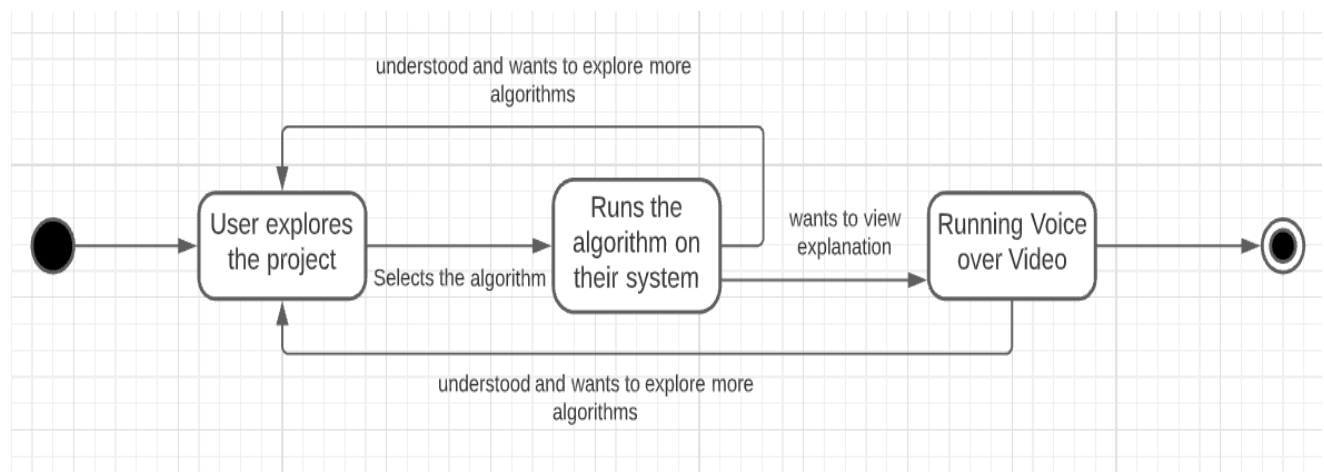 understood and wants to explore more
algorithms
User explores
the project
Selects the algorithm
Runs the
algorithm on
their system
wants to view
explanation
Running Voice
over Video
understood and wants to explore more
algorithms